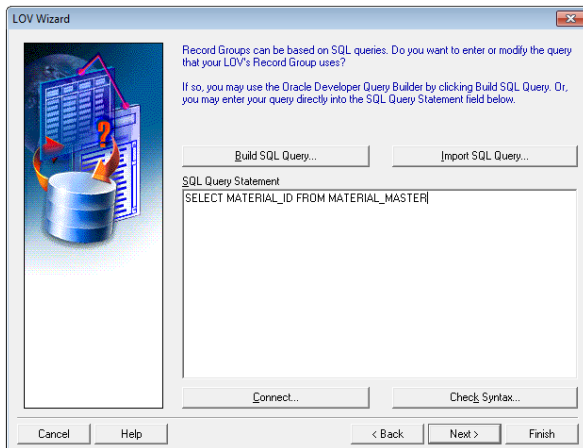 LOV Wizard
Record Groups can be based on SQL queries. Do you want to enter or modify the query
that your LOV's Record Group uses?
If so, you may use the Oracle Developer Query Builder by clicking Build SQL Query. Or,
you may enter your query directly into the SQL Query Statement field below.
Build SQL Query...
Import SQL Query...
SQL Query Statement
SELECT MATERIAL_ID FROM MATERIAL_MASTER
Connect...
Check Syntax...
Cancel
Help
< Back
Next >
Finish